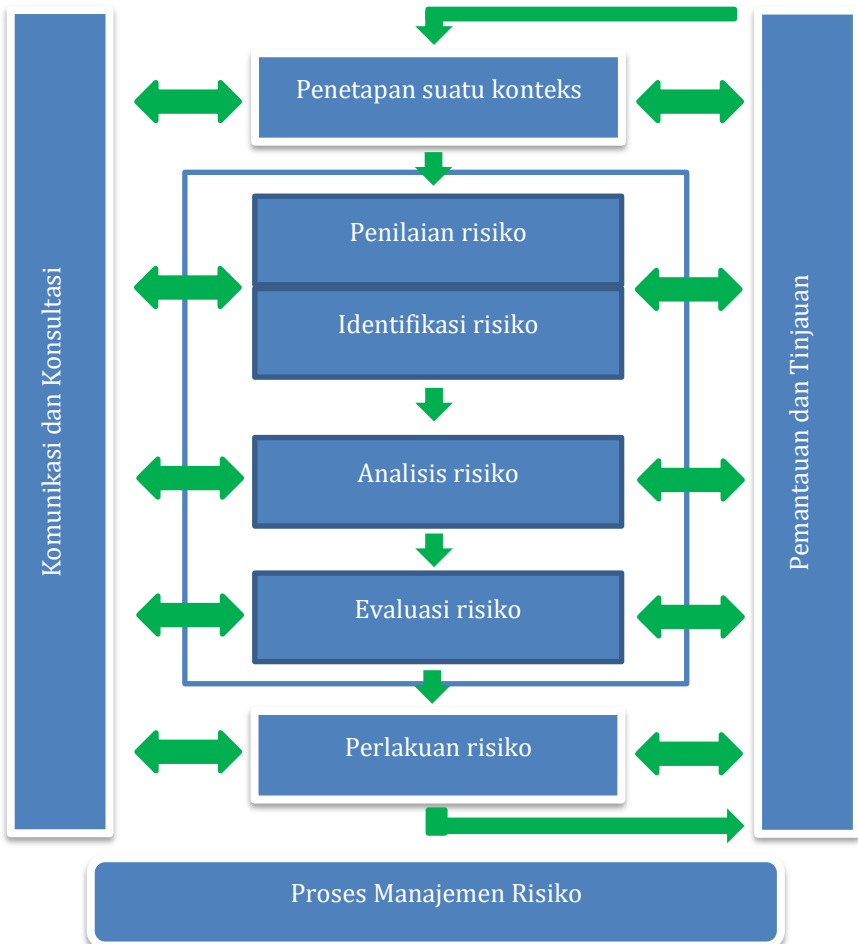 Komunikasi dan Konsultasi
Penetapan suatu konteks
Penilaian risiko
Identifikasi risiko
Analisis risiko
Evaluasi risiko
Perlakuan risiko
Pemantauan dan Tinjauan
Proses Manajemen Risiko